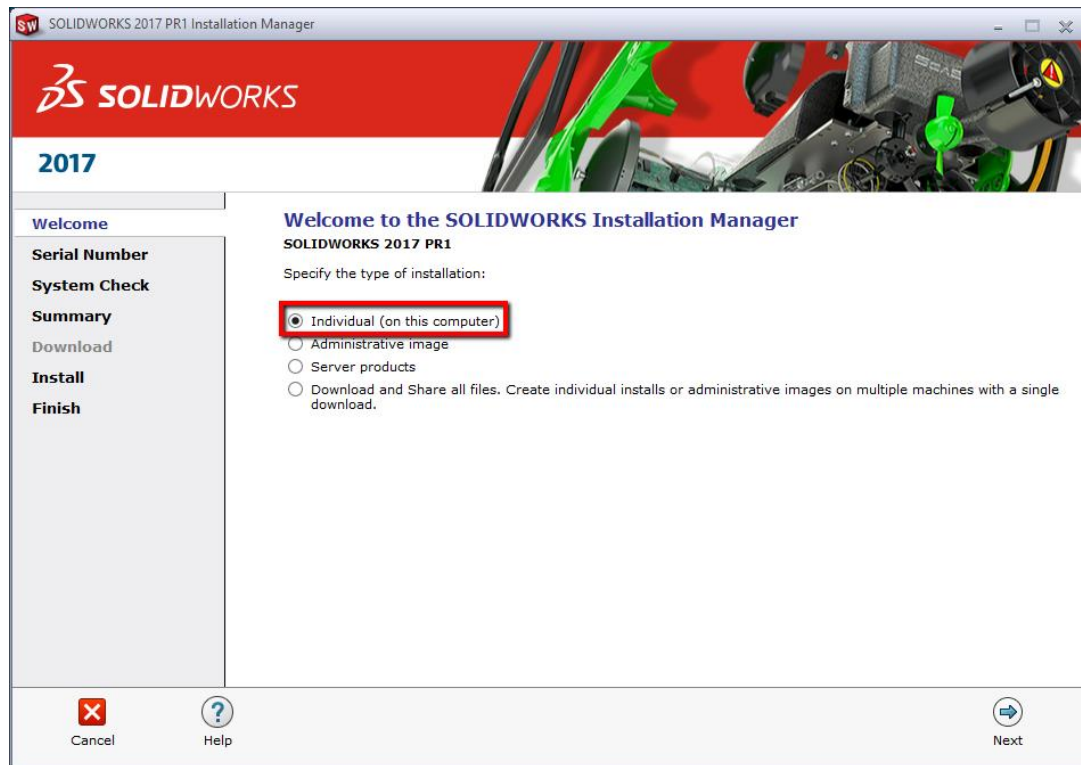 SOLIDWORKS 2017 PR1 Installation Manager
SOLIDWORKS
2017
Welcome
Serial Number
System Check
Summary
Download
Install
Finish
Welcome to the SOLIDWORKS Installation Manager
SOLIDWORKS 2017 PR1
Specify the type of installation:
Individual (on this computer)
Administrative image
Server products
Download and Share all files. Create individual installs or administrative images on multiple machines with a single
download.
Cancel
Help
Next